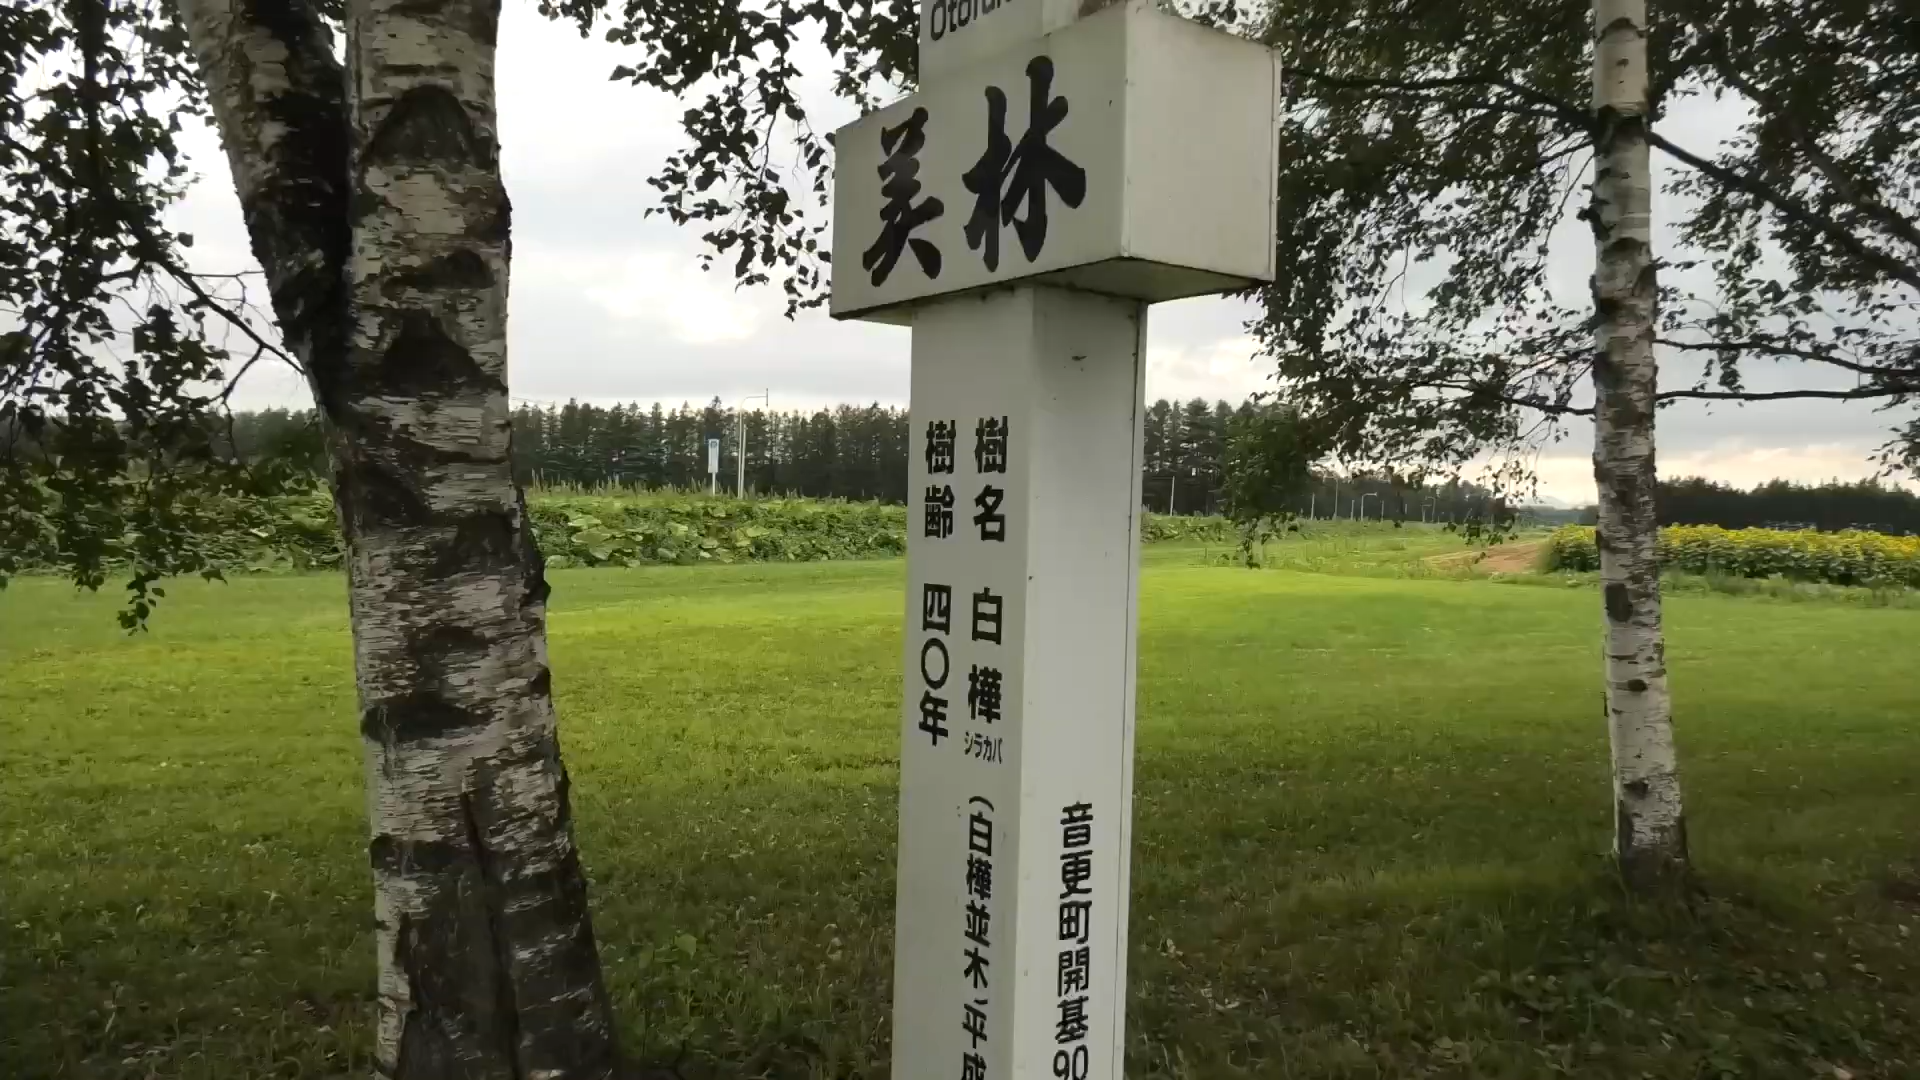 美林
樹名 白樺 シラカバ (白樺並木/平成
樹齢 四〇年
音更町開基90